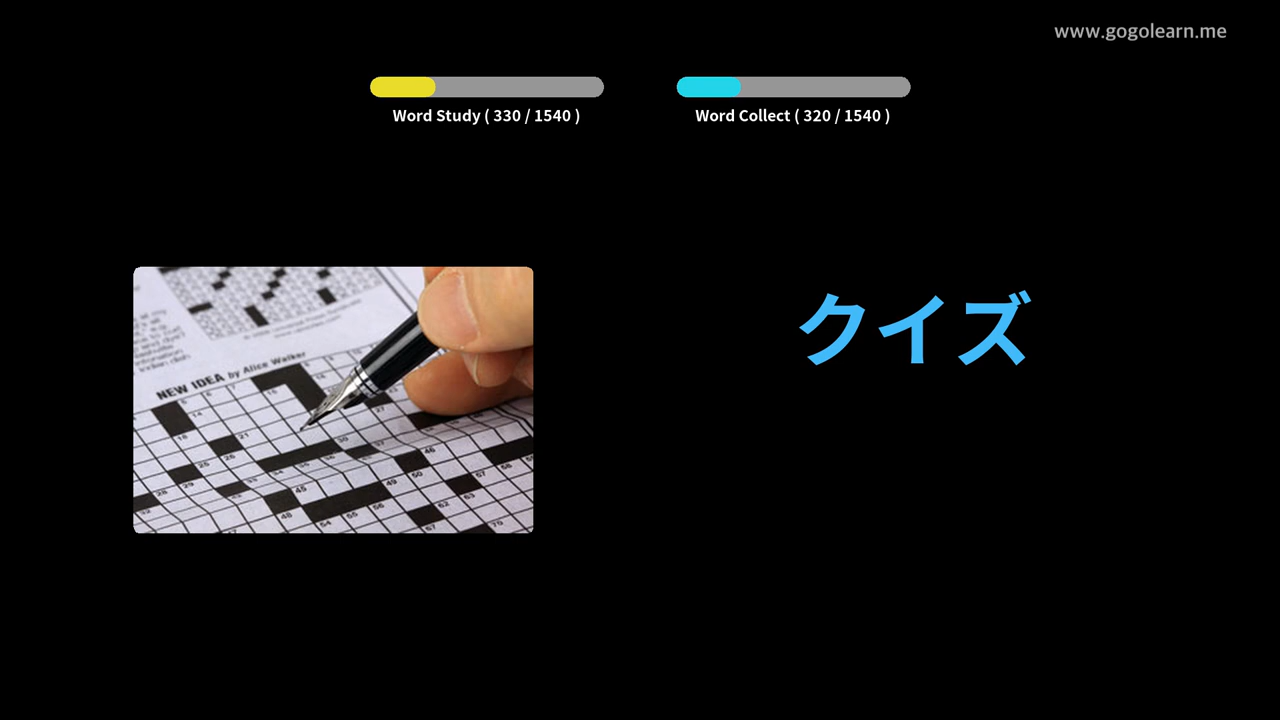 www.gogolearn.me
Word Study ( 330 / 1540 )
Word Collect ( 320 / 1540 )
クイズ
NEW IDEA by Alice Walker